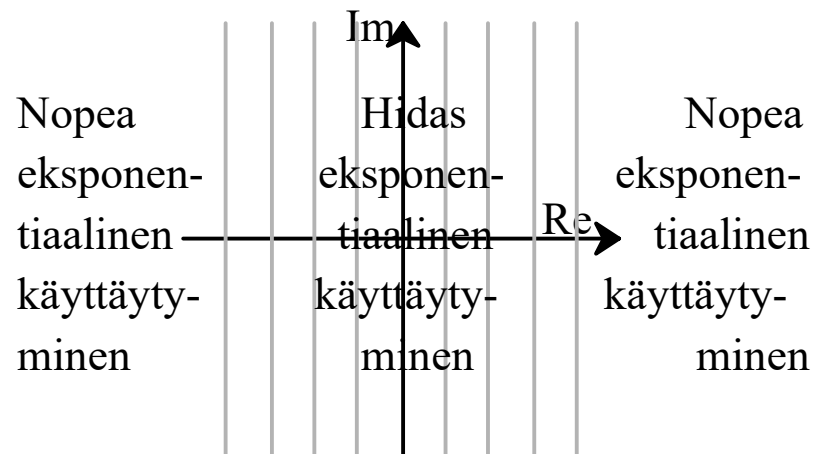 Im
Nopea
eksponen-
tiaalinen
käyttäyty-
minen
Hidas
eksponen-
tiaalinen
käyttäyty-
minen
Re
Nopea
eksponen-
tiaalinen
käyttäyty-
minen